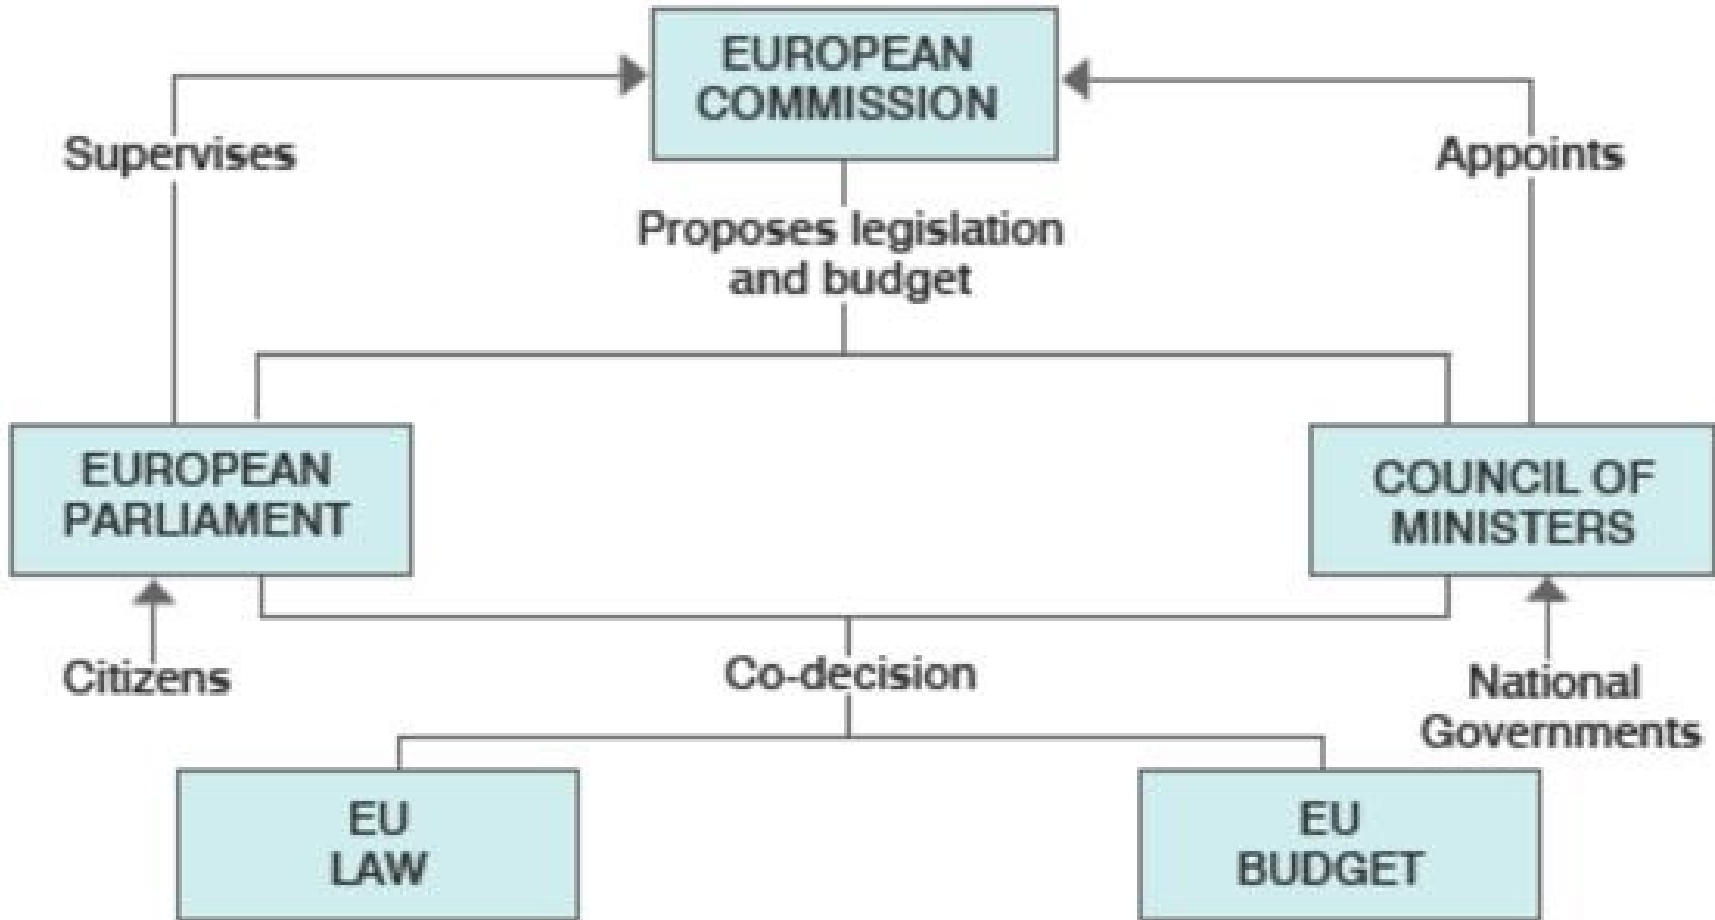 EUROPEAN
COMMISSION
Supervises
Appoints
Proposes legislation
and budget
EUROPEAN
PARLIAMENT
COUNCIL OF
MINISTERS
Citizens
Co-decision
National
Governments
EU
LAW
EU
BUDGET